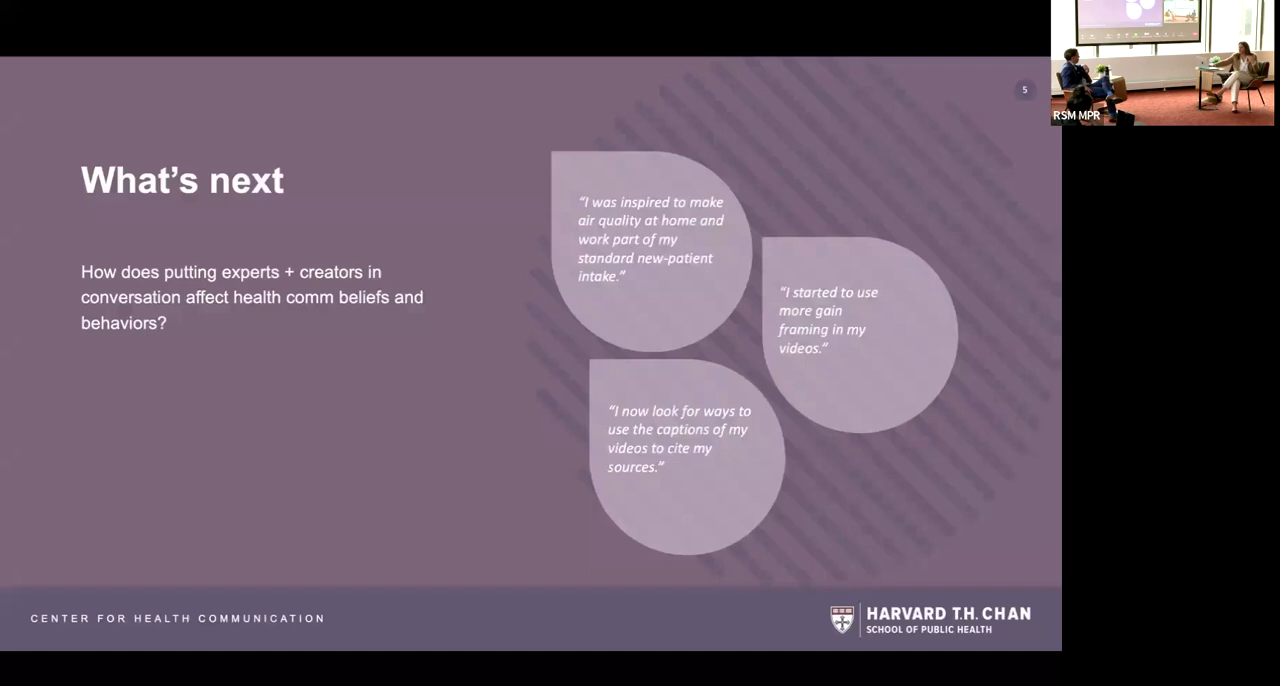 5
What’s next
How does putting experts + creators in
conversation affect health comm beliefs and
behaviors?
“I was inspired to make
air quality at home and
work part of my
standard new-patient
intake.”
“I started to use
more gain
framing in my
videos.”
“I now look for ways to
use the captions of my
videos to cite my
sources.”
CENTER FOR HEALTH COMMUNICATION
HARVARD T.H. CHAN
SCHOOL OF PUBLIC HEALTH
RSM MPR